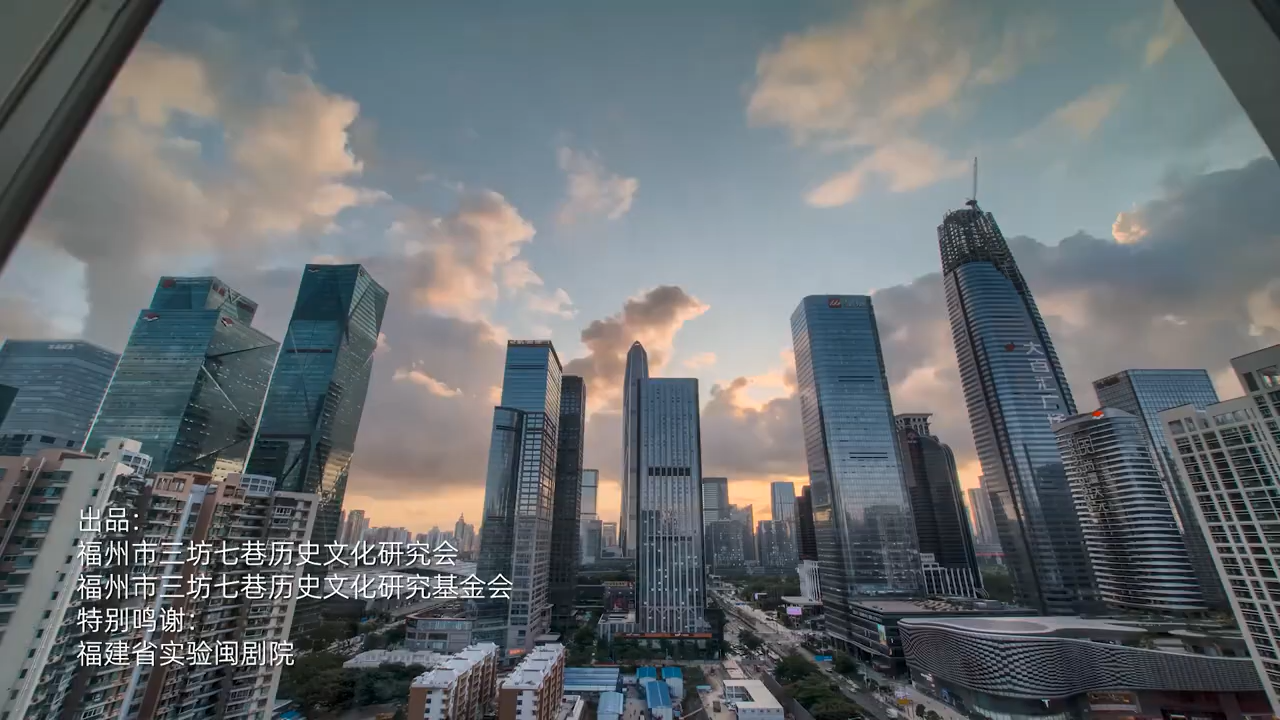 出品：
福州市三坊七巷历史文化研究会
福州市三坊七巷历史文化研究基金会
特别鸣谢：
福建省实验闽剧院